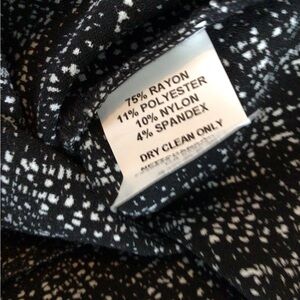 75% RAYON
11% POLYESTER
10% NYLON
4% SPANDEX
DRY CLEAN ONLY